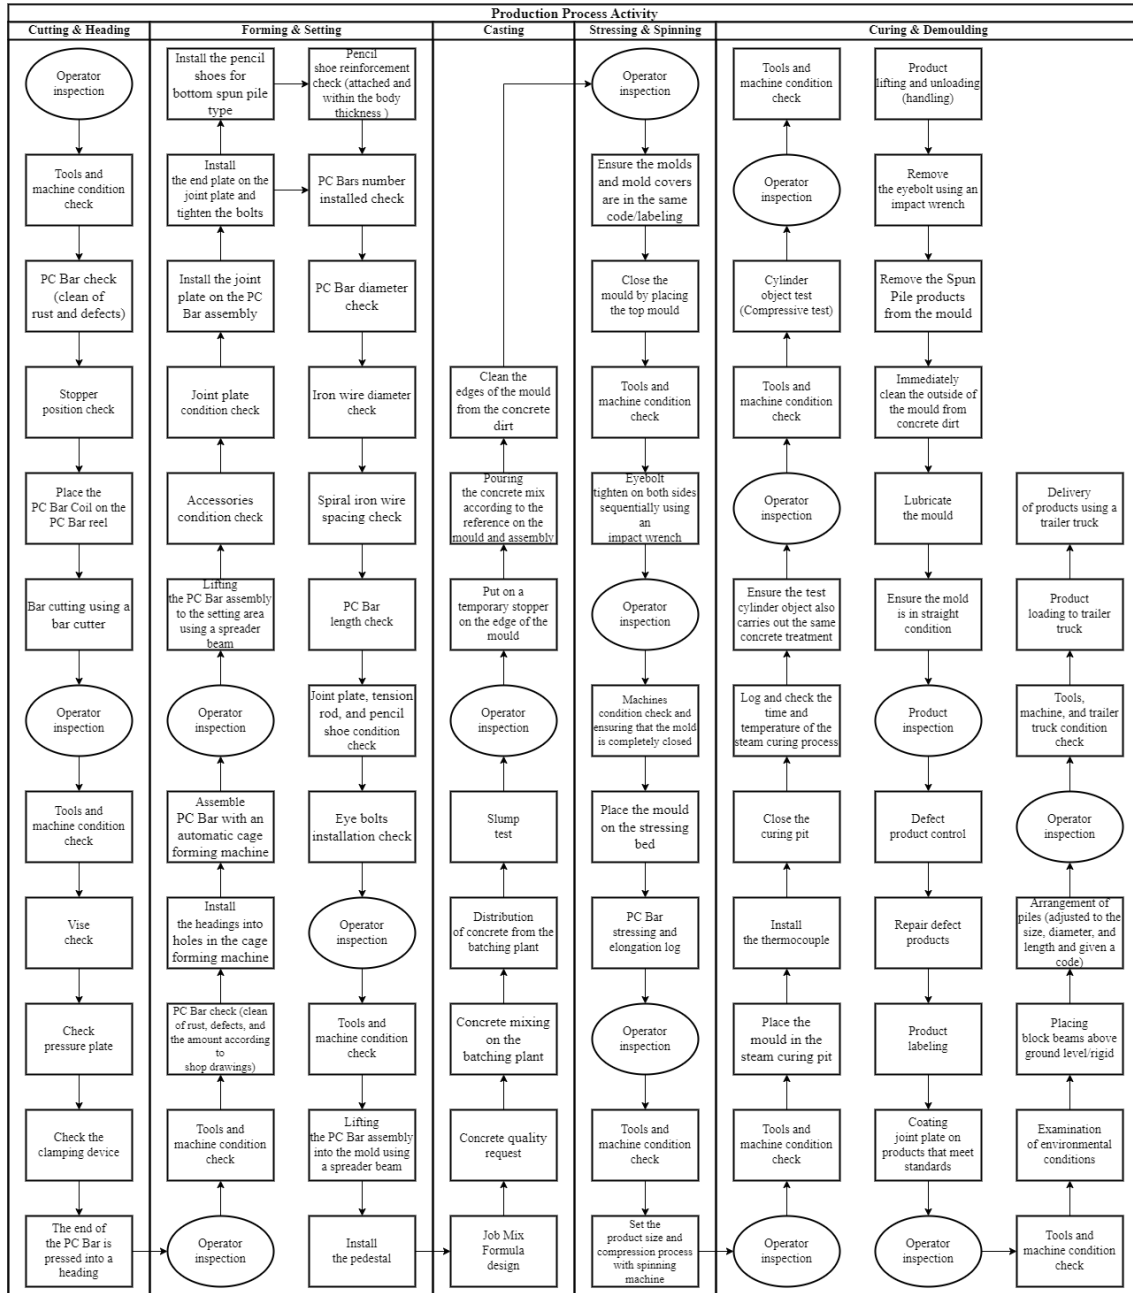 Production Process Activity
Cutting & Heading
Forming & Setting
Casting
Stressing & Spinning
Curing & Demoulding
Operator
inspection
Tools and
machine condition
check
PC Bar check
(clean of
rust and defects)
Stopper
position check
Place the
PC Bar Coil on the
PC Bar reel
Bar cutting using a
bar cutter
Operator
inspection
Tools and
machine condition
check
Vise
check
Check
pressure plate
Check the
clamping device
The end of
the PC Bar is
pressed into a
heading
Install the pencil
shoes for
bottom spun pile
type
Install
the end plate on the
joint plate and
tighten the bolts
Install the joint
plate on the PC
Bar assembly
Joint plate
condition check
Accessories
condition check
Lifting
the PC Bar assembly
to the setting area
using a spreader
beam
Operator
inspection
Assemble
PC Bar with an
automatic cage
forming machine
Install
the headings into
holes in the cage
forming machine
PC Bar check (clean
of rust, defects, and
the amount according
to
shop drawings)
Tools and
machine condition
check
Operator
inspection
Pencil
shoe reinforcement
check (attached and
within the body
thickness )
PC Bars number
installed check
PC Bar diameter
check
Iron wire diameter
check
Spiral iron wire
spacing check
PC Bar
length check
Joint plate, tension
rod, and pencil
shoe condition
check
Eye bolts
installation check
Operator
inspection
Tools and
machine condition
check
Lifting
the PC Bar assembly
into the mold using
a spreader beam
Install
the pedestal
Clean the
edges of the mould
from the concrete
dirt
Pouring
the concrete mix
according to the
reference on the
mould and assembly
Put on a
temporary stopper
on the edge of the
mould
Operator
inspection
Slump
test
Distribution
of concrete from the
batching plant
Concrete mixing
on the
batching plant
Concrete quality
request
Job Mix
Formula
design
Operator
inspection
Ensure the molds
and mold covers
are in the same
code/labeling
Close the
mould by placing
the top mould
Tools and
machine condition
check
Eyebolt
tighten on both sides
sequentially using
an
impact wrench
Operator
inspection
Machines
condition check and
ensuring that the mold
is completely closed
Place the mould
on the stressing
bed
PC Bar
stressing and
elongation log
Operator
inspection
Tools and
machine condition
check
Set the
product size and
compression process
with spinning
machine
Tools and
machine condition
check
Operator
inspection
Cylinder
object test
(Compressive test)
Tools and
machine condition
check
Operator
inspection
Ensure the test
cylinder object also
carries out the same
concrete treatment
Log and check the
time and
temperature of the
steam curing process
Close the
curing pit
Install
the thermocouple
Place the
mould in the
steam curing pit
Tools and
machine condition
check
Operator
inspection
Product
lifting and unloading
(handling)
Remove
the eyebolt using an
impact wrench
Remove the Spun
Pile products
from the mould
Immediately
clean the outside of
the mould from
concrete dirt
Lubricate
the mould
Ensure the mold
is in straight
condition
Product
inspection
Defect
product control
Repair defect
products
Product
labeling
Coating
joint plate on
products that meet
standards
Operator
inspection
Delivery
of products using a
trailer truck
Product
loading to trailer
truck
Tools,
machine, and trailer
truck condition
check
Operator
inspection
Arrangement of
piles (adjusted to the
size, diameter, and
length and given a
code)
Placing
block beams above
ground level/rigid
Examination
of environmental
conditions
Tools and
machine condition
check